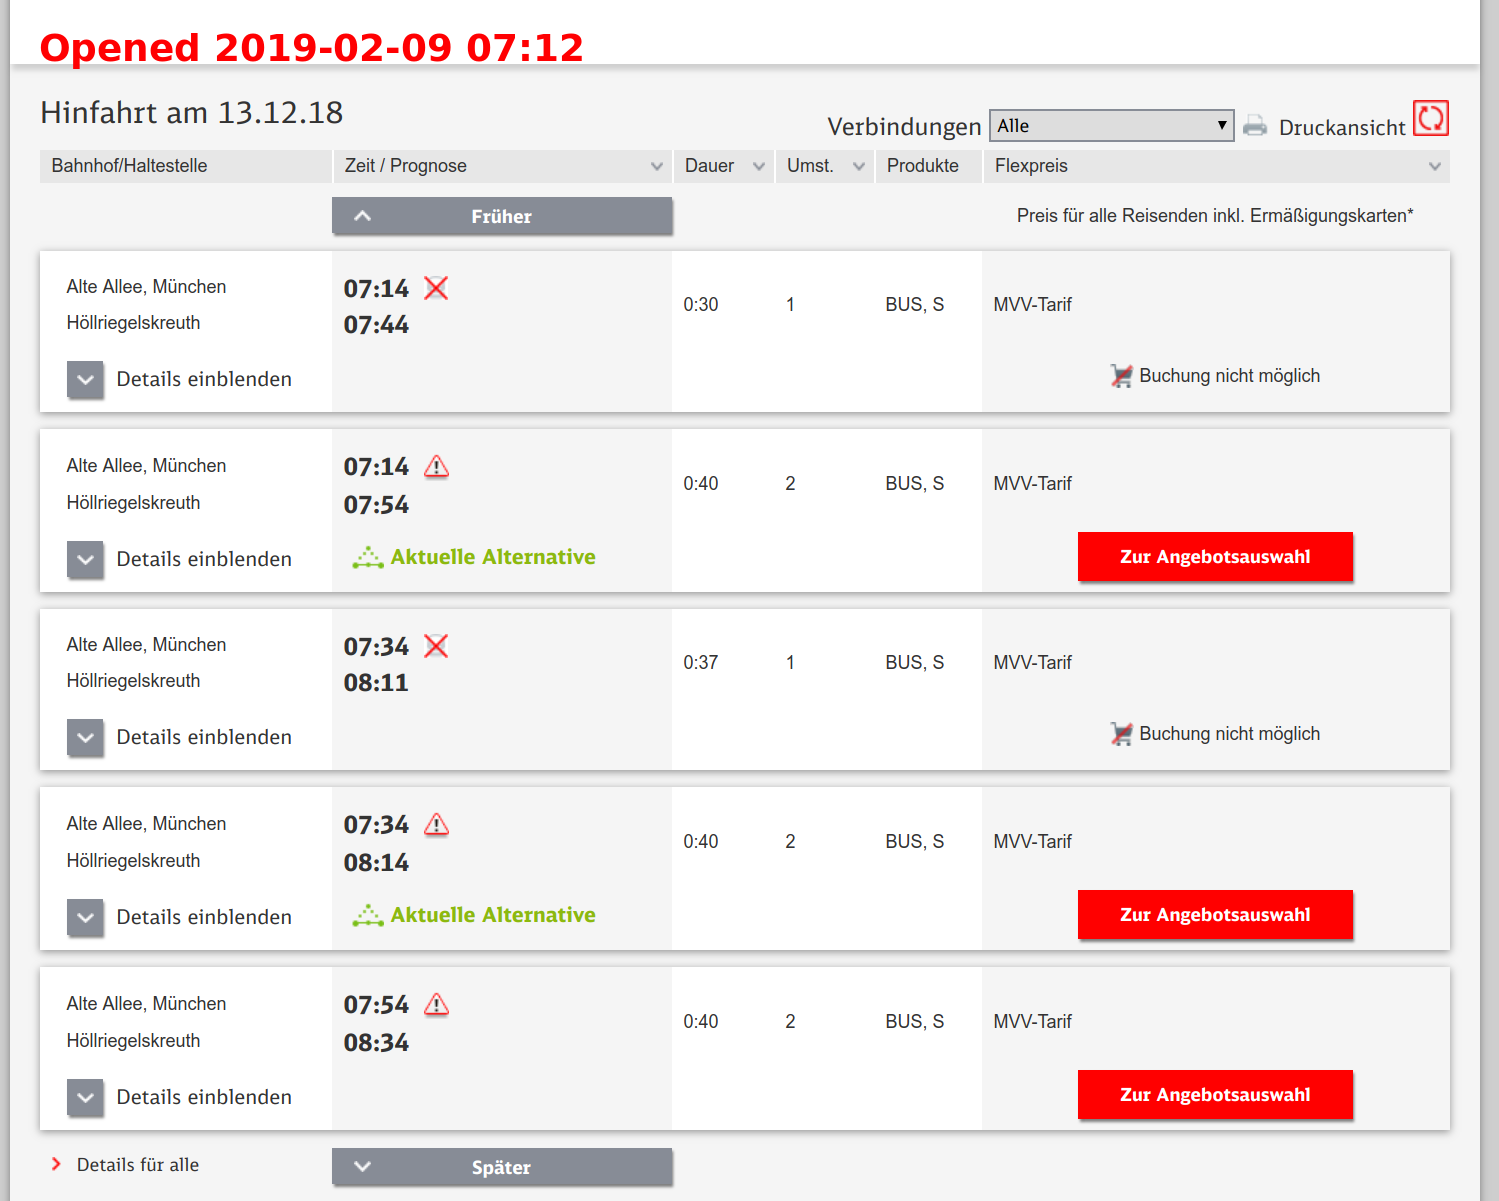 Opened 2019-02-09 07:12
Hinfahrt am 13.12.18
Verbindungen Alle Druckansicht
Bahnhof/Haltestelle Zeit / Prognose Dauer Umst. Produkte Flexpreis
Früher Preis für alle Reisenden inkl. Ermäßigungskarten*
Alte Allee, München 07:14
Höllriegelskreuth 07:44 0:30 1 BUS, S MVV-Tarif
Details einblenden Buchung nicht möglich
Alte Allee, München 07:14
Höllriegelskreuth 07:54 0:40 2 BUS, S MVV-Tarif
Details einblenden Aktuelle Alternative Zur Angebotsauswahl
Alte Allee, München 07:34
Höllriegelskreuth 08:11 0:37 1 BUS, S MVV-Tarif
Details einblenden Buchung nicht möglich
Alte Allee, München 07:34
Höllriegelskreuth 08:14 0:40 2 BUS, S MVV-Tarif
Details einblenden Aktuelle Alternative Zur Angebotsauswahl
Alte Allee, München 07:54
Höllriegelskreuth 08:34 0:40 2 BUS, S MVV-Tarif
Details einblenden Zur Angebotsauswahl
Details für alle Später